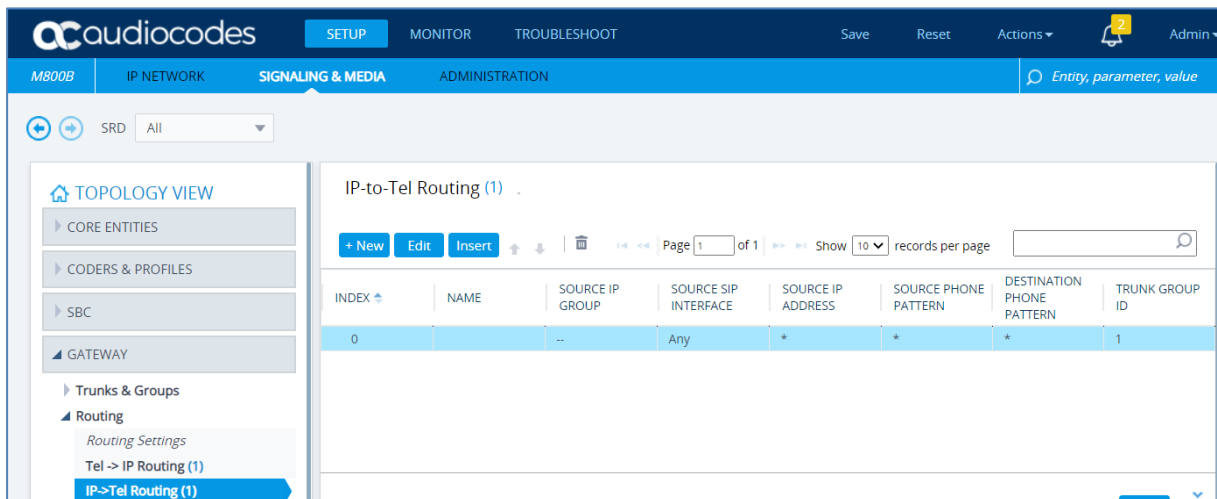 audiocodes SETUP MONITOR TROUBLESHOOT Save Reset Actions 2 Admin
M800B IP NETWORK SIGNALING & MEDIA ADMINISTRATION Entity, parameter, value
SRD All
TOPOLOGY VIEW
CORE ENTITIES
CODERS & PROFILES
SBC
GATEWAY
Trunks & Groups
Routing
Routing Settings
Tel -> IP Routing (1)
IP->Tel Routing (1)
IP-to-Tel Routing (1) .
+ New Edit Insert Page 1 of 1 Show 10 records per page
INDEX NAME SOURCE IP GROUP SOURCE SIP INTERFACE SOURCE IP ADDRESS SOURCE PHONE PATTERN DESTINATION PHONE PATTERN TRUNK GROUP ID
0 -- Any * * * 1